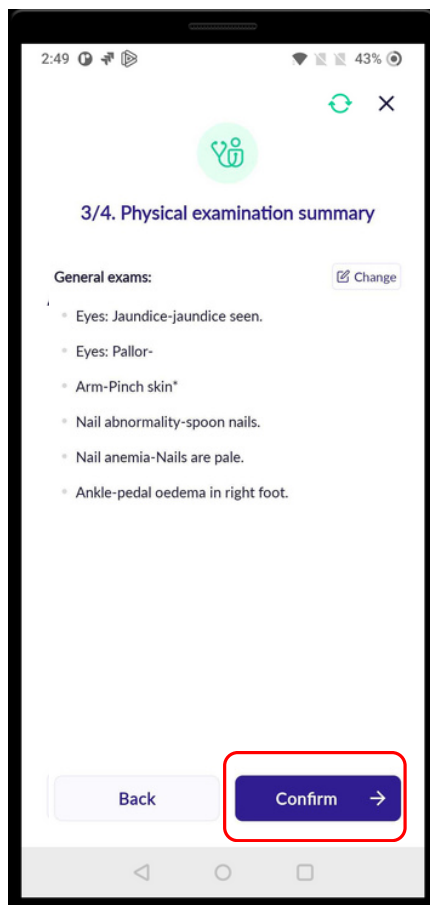 2:49 43%
3/4. Physical examination summary
General exams: Change
Eyes: Jaundice-jaundice seen.
Eyes: Pallor-
Arm-Pinch skin*
Nail abnormality-spoon nails.
Nail anemia-Nails are pale.
Ankle-pedal oedema in right foot.
Back Confirm